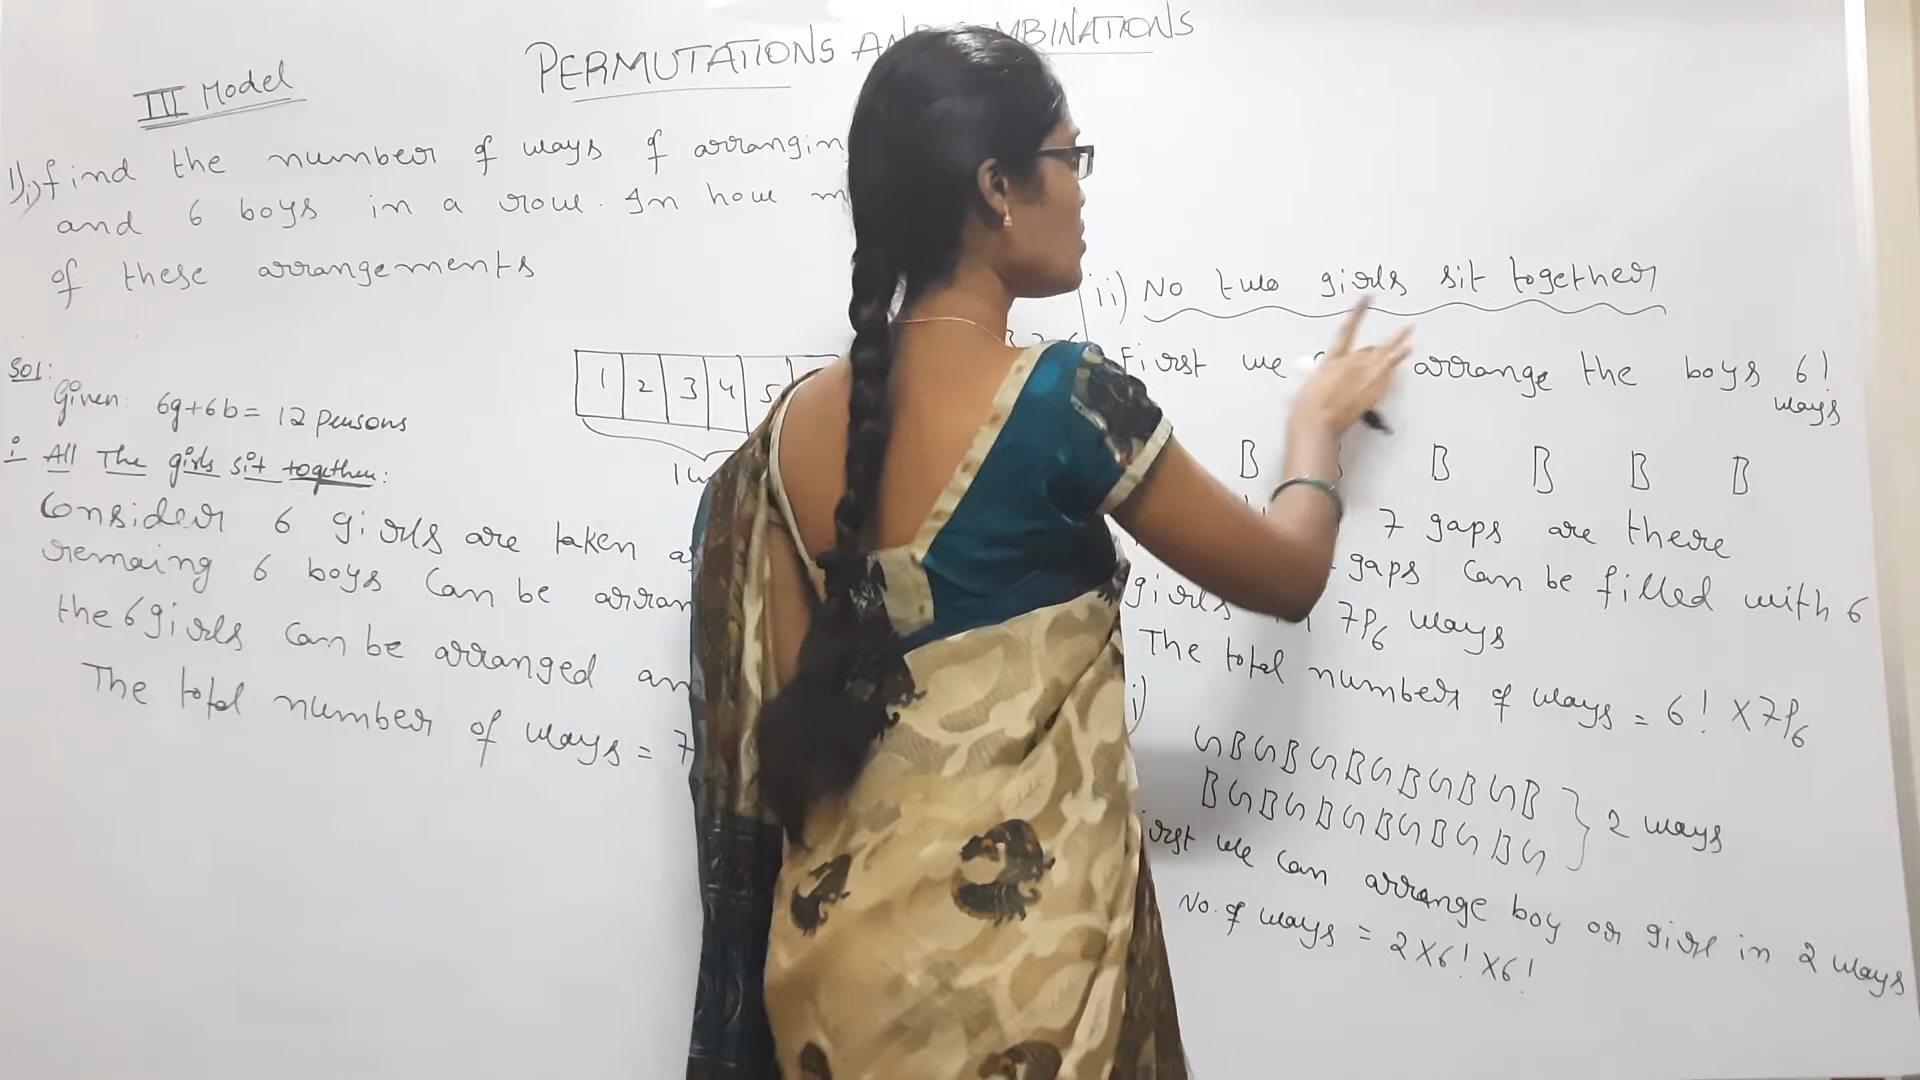 PERMUTATIONS AND COMBINATIONS
III Model
1) i) find the number of ways of arrangin
and 6 boys in a row. In how m
of these arrangements
Sol:
Given: 6g+6b= 12 persons
i All The girls sit together:
Consider 6 girls are taken as
remaing 6 boys Can be arran
the 6 girls can be arranged am
The total number of ways = 7
1 2 3 4 5
ii) No two girls sit together
First we arrange the boys 6!
ways
B B B B B B
7 gaps are there
gaps can be filled with 6
girls 7P6 ways
The total number of ways = 6! X 7P6
i)
GBGBGBGBGBGB
BGBGBGBGBGBG } 2 ways
irst we can arrange boy or girl in 2 ways
No. of ways = 2 X 6! X 6!